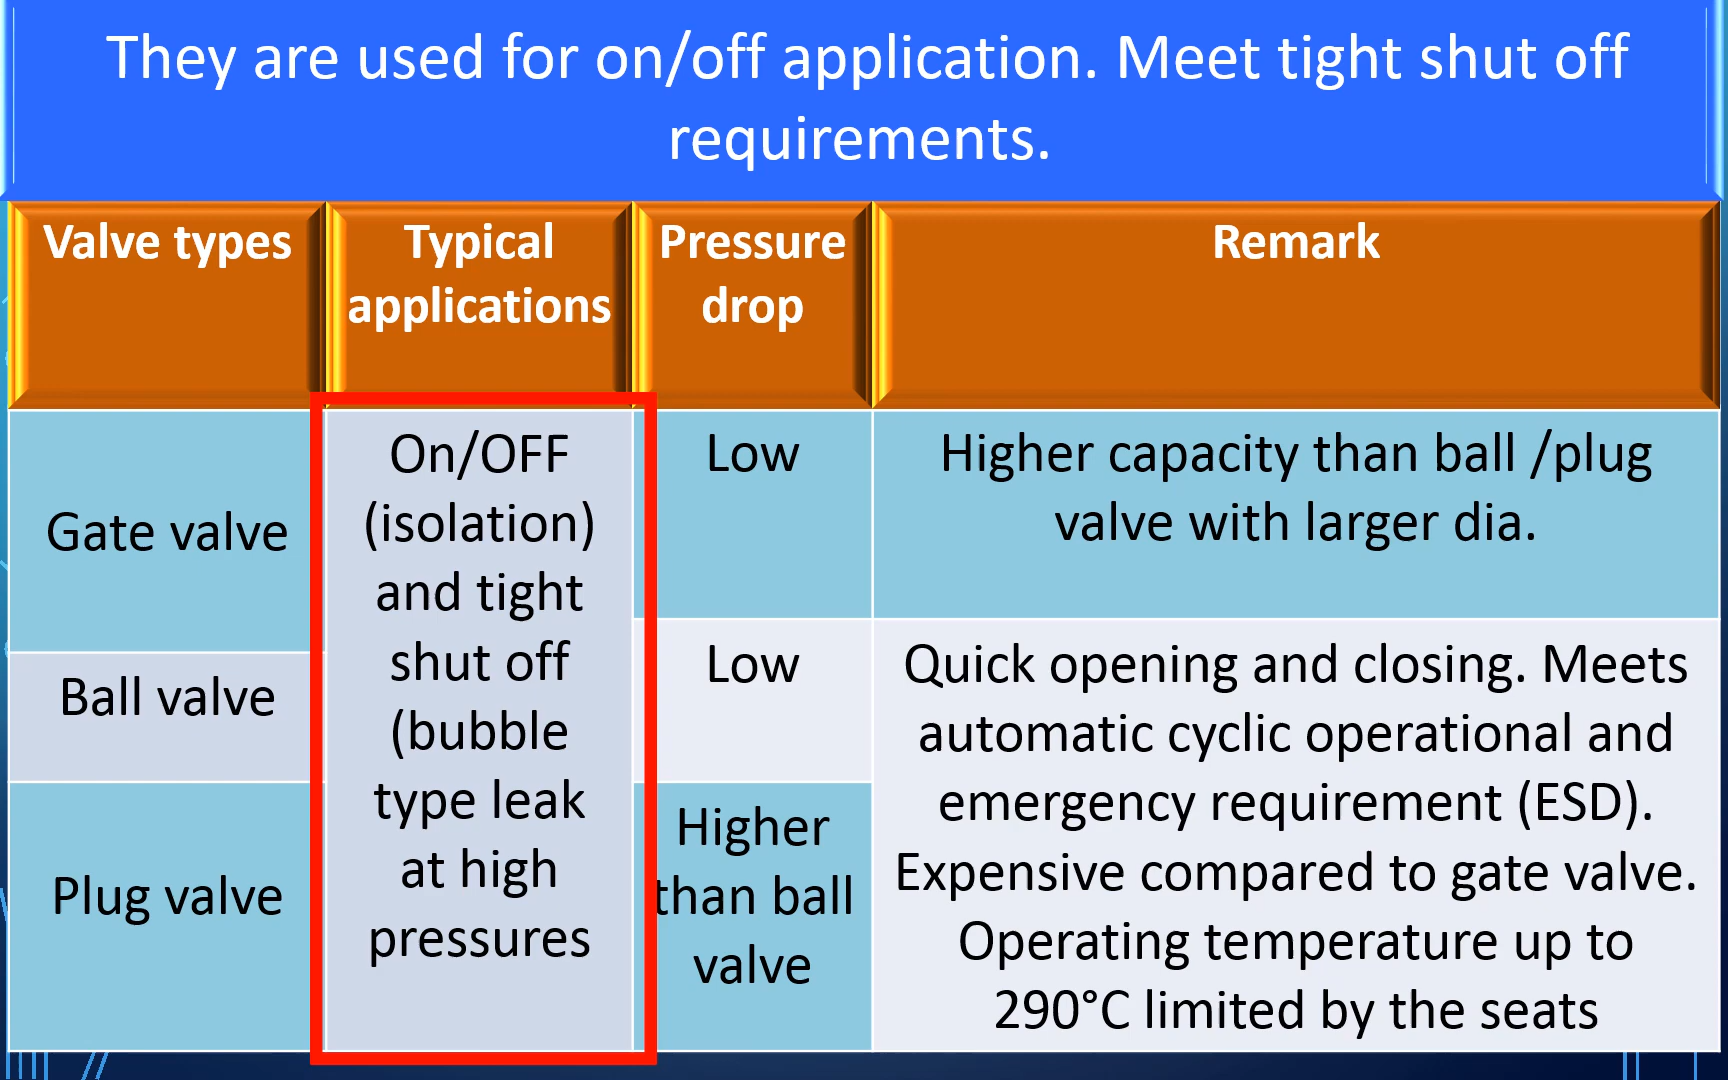 They are used for on/off application. Meet tight shut off
requirements.
Valve types
Typical
applications
Pressure
drop
Remark
Gate valve
On/OFF
(isolation)
and tight
shut off
(bubble
type leak
at high
pressures
Low
Higher capacity than ball /plug
valve with larger dia.
Ball valve
Low
Quick opening and closing. Meets
automatic cyclic operational and
emergency requirement (ESD).
Expensive compared to gate valve.
Operating temperature up to
290°C limited by the seats
Plug valve
Higher
than ball
valve